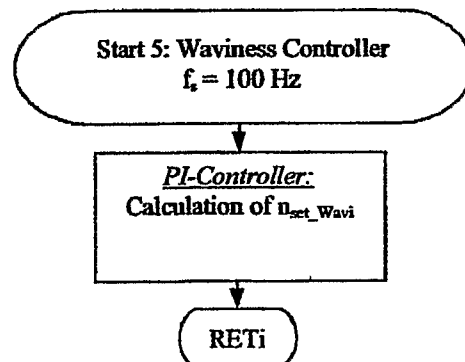 Start 5: Waviness Controller
fs = 100 Hz
PI-Controller:
Calculation of nset_Wavi
RETi